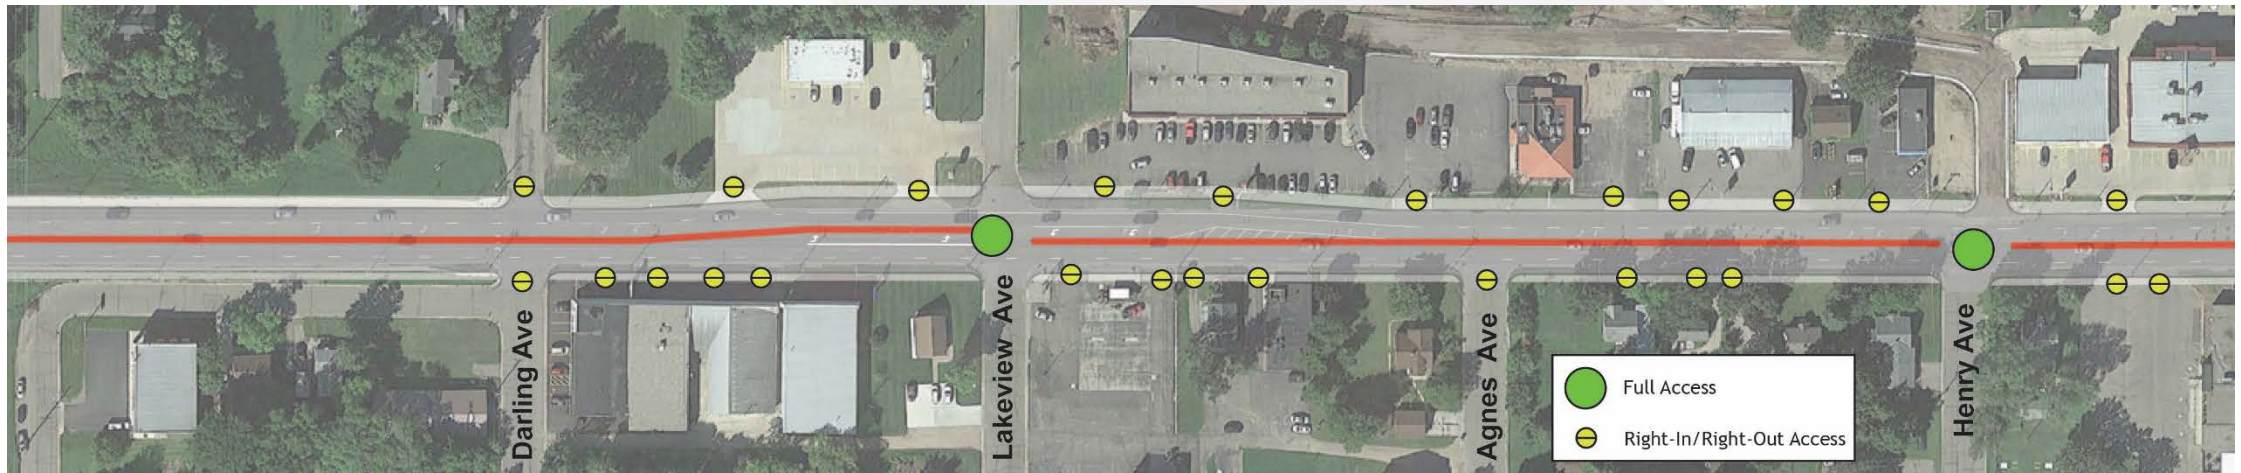 Darling Ave
Lakeview Ave
Agnes Ave
Henry Ave
Full Access
Right-In/Right-Out Access